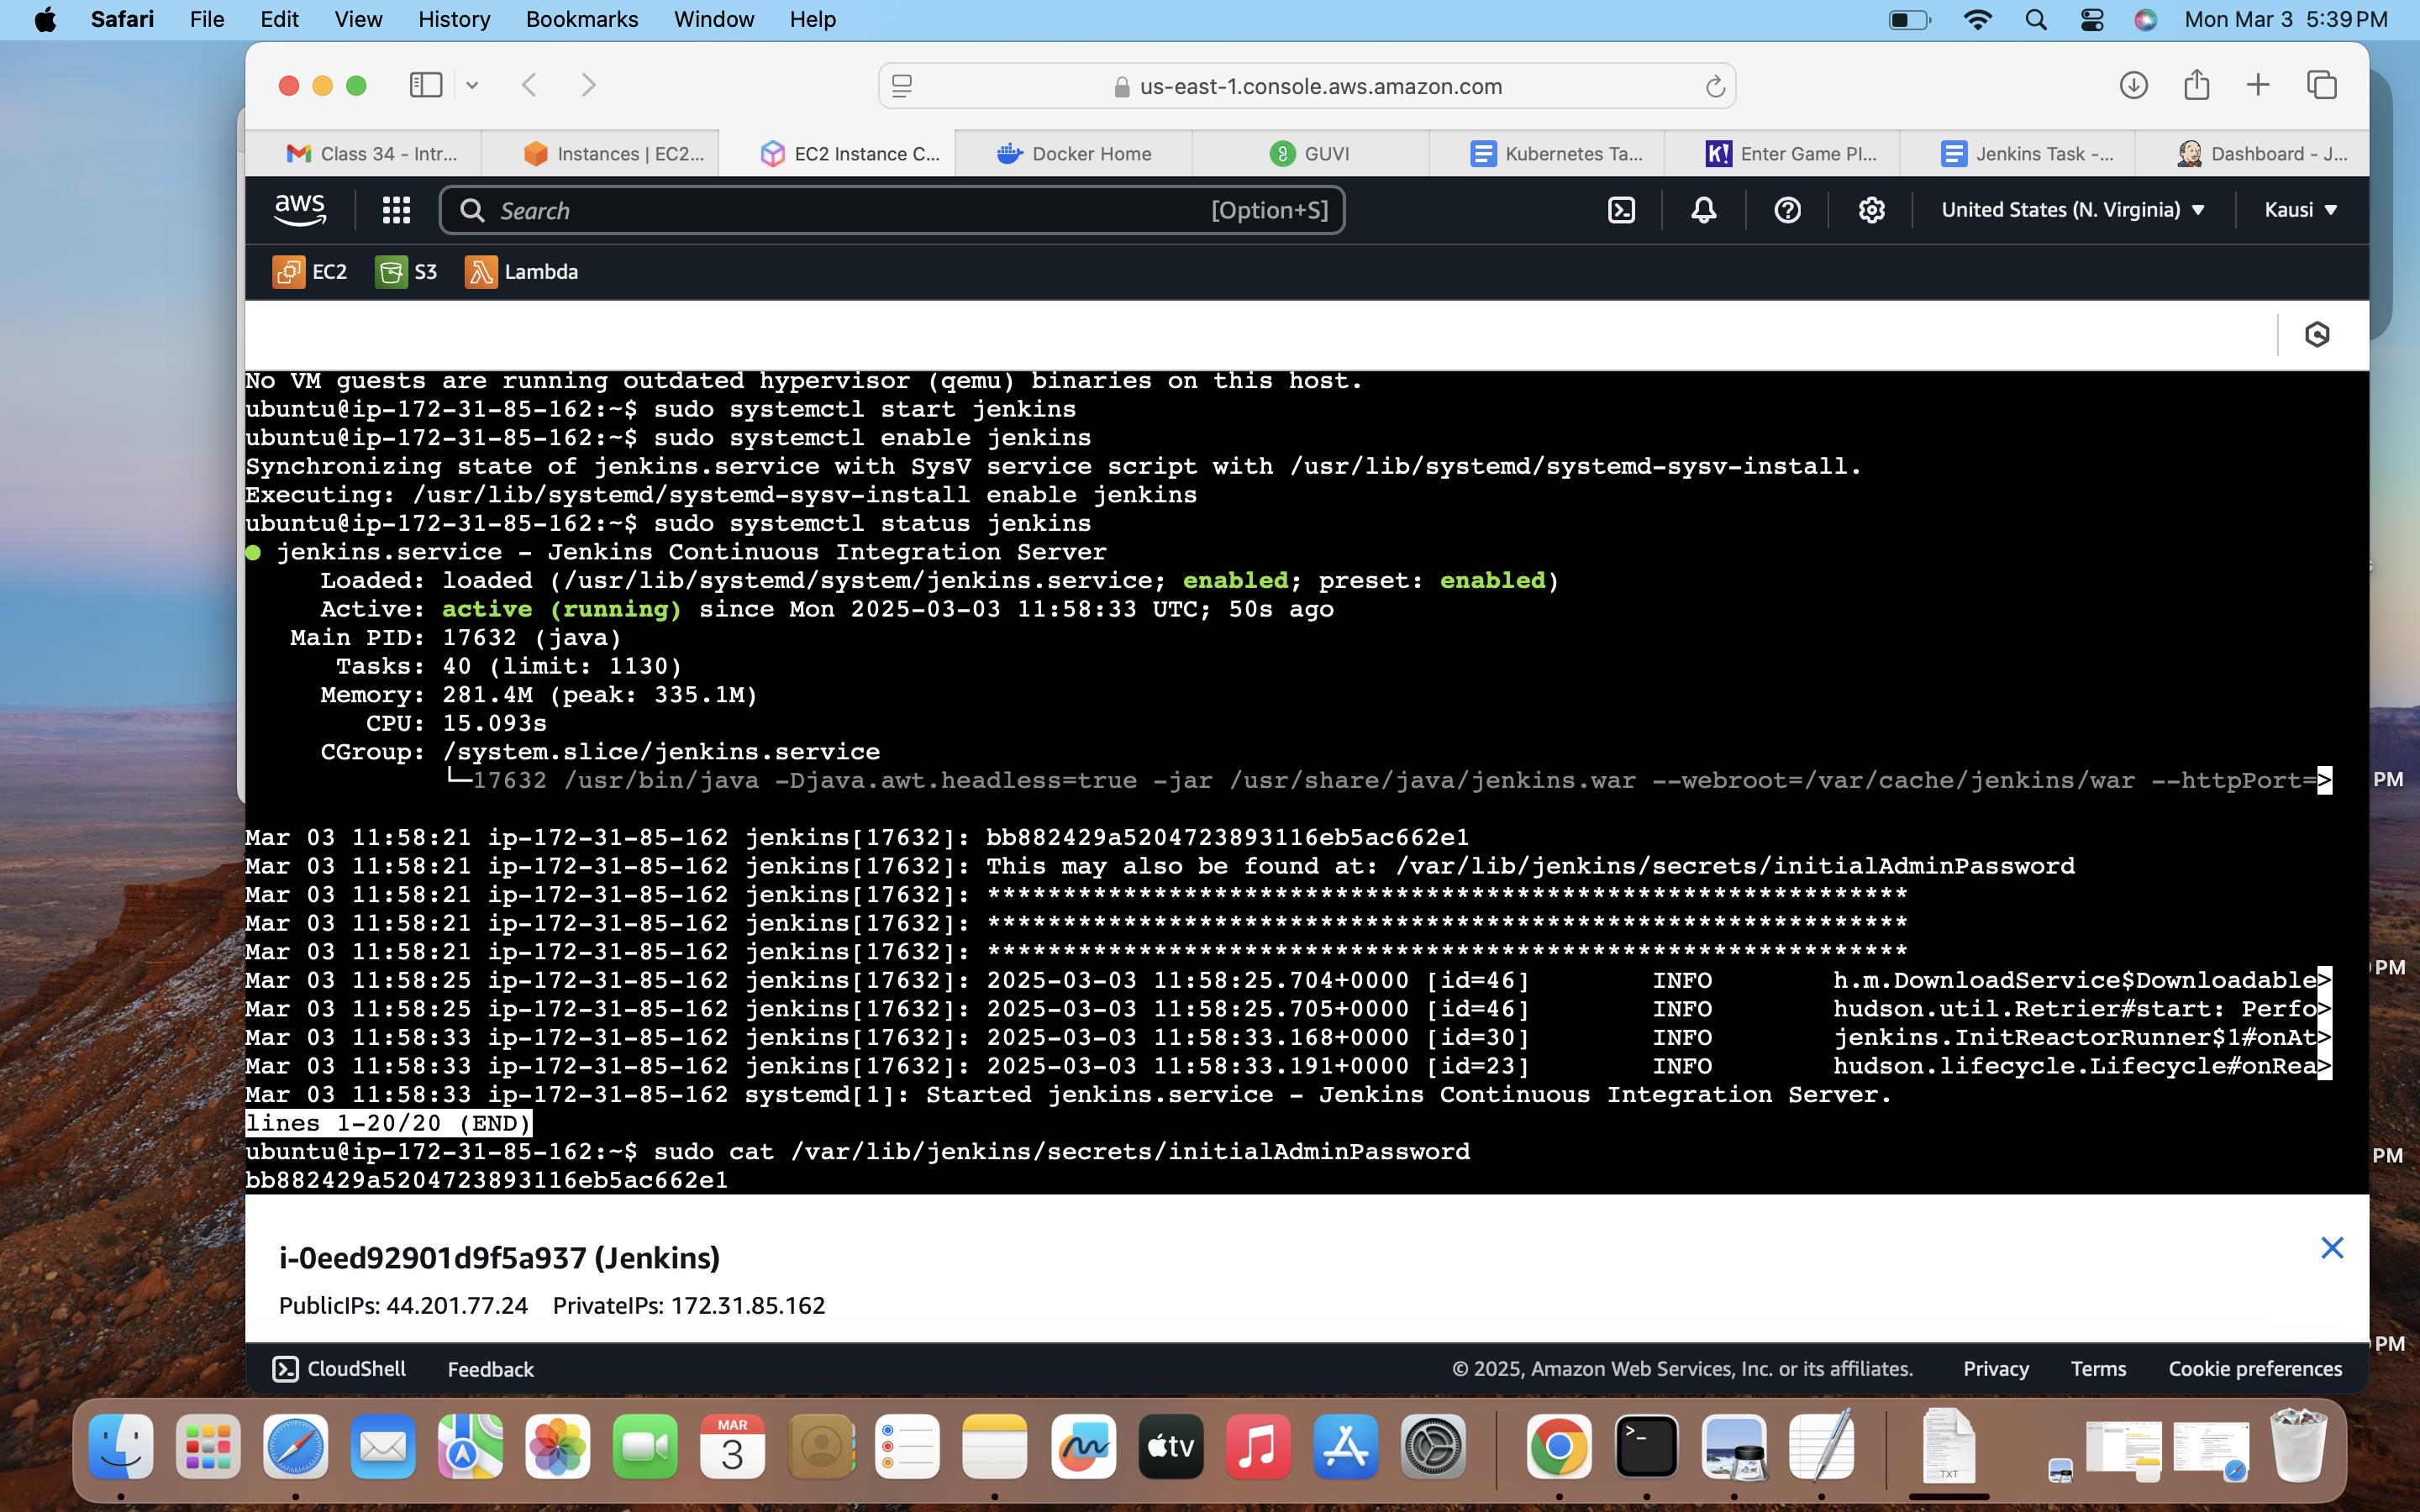 Safari File Edit View History Bookmarks Window Help Mon Mar 3 5:39 PM
us-east-1.console.aws.amazon.com
Class 34 - Intr... Instances | EC2... EC2 Instance C... Docker Home GUVI Kubernetes Ta... K! Enter Game PI... Jenkins Task -... Dashboard - J...
aws Search [Option+S] United States (N. Virginia) Kausi
EC2 S3 Lambda
No VM guests are running outdated hypervisor (qemu) binaries on this host.
ubuntu@ip-172-31-85-162:~$ sudo systemctl start jenkins
ubuntu@ip-172-31-85-162:~$ sudo systemctl enable jenkins
Synchronizing state of jenkins.service with SysV service script with /usr/lib/systemd/systemd-sysv-install.
Executing: /usr/lib/systemd/systemd-sysv-install enable jenkins
ubuntu@ip-172-31-85-162:~$ sudo systemctl status jenkins
● jenkins.service - Jenkins Continuous Integration Server
Loaded: loaded (/usr/lib/systemd/system/jenkins.service; enabled; preset: enabled)
Active: active (running) since Mon 2025-03-03 11:58:33 UTC; 50s ago
Main PID: 17632 (java)
Tasks: 40 (limit: 1130)
Memory: 281.4M (peak: 335.1M)
CPU: 15.093s
CGroup: /system.slice/jenkins.service
└─17632 /usr/bin/java -Djava.awt.headless=true -jar /usr/share/java/jenkins.war --webroot=/var/cache/jenkins/war --httpPort=>
PM
Mar 03 11:58:21 ip-172-31-85-162 jenkins[17632]: bb882429a5204723893116eb5ac662e1
Mar 03 11:58:21 ip-172-31-85-162 jenkins[17632]: This may also be found at: /var/lib/jenkins/secrets/initialAdminPassword
Mar 03 11:58:21 ip-172-31-85-162 jenkins[17632]: *************************************************************
Mar 03 11:58:21 ip-172-31-85-162 jenkins[17632]: *************************************************************
Mar 03 11:58:21 ip-172-31-85-162 jenkins[17632]: *************************************************************
PM
Mar 03 11:58:25 ip-172-31-85-162 jenkins[17632]: 2025-03-03 11:58:25.704+0000 [id=46] INFO h.m.DownloadService$Downloadable>
Mar 03 11:58:25 ip-172-31-85-162 jenkins[17632]: 2025-03-03 11:58:25.705+0000 [id=46] INFO hudson.util.Retrier#start: Perfo>
Mar 03 11:58:33 ip-172-31-85-162 jenkins[17632]: 2025-03-03 11:58:33.168+0000 [id=30] INFO jenkins.InitReactorRunner$1#onAt>
Mar 03 11:58:33 ip-172-31-85-162 jenkins[17632]: 2025-03-03 11:58:33.191+0000 [id=23] INFO hudson.lifecycle.Lifecycle#onRea>
Mar 03 11:58:33 ip-172-31-85-162 systemd[1]: Started jenkins.service - Jenkins Continuous Integration Server.
lines 1-20/20 (END)
ubuntu@ip-172-31-85-162:~$ sudo cat /var/lib/jenkins/secrets/initialAdminPassword
PM
bb882429a5204723893116eb5ac662e1
i-0eed92901d9f5a937 (Jenkins)
PublicIPs: 44.201.77.24 PrivateIPs: 172.31.85.162
PM
CloudShell Feedback © 2025, Amazon Web Services, Inc. or its affiliates. Privacy Terms Cookie preferences
MAR
3
tv
>_
TXT